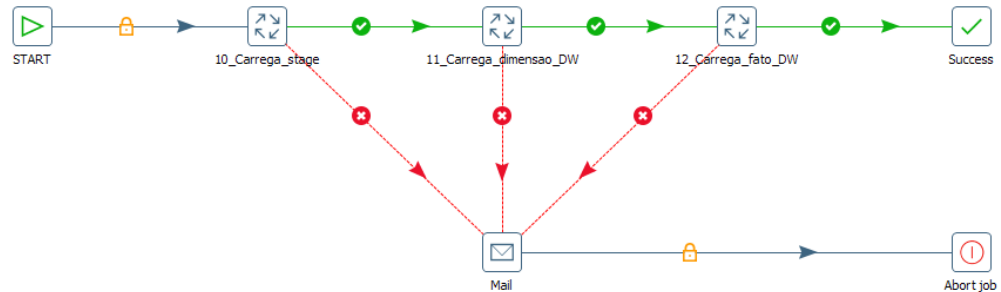 START
10_Carrega_stage
11_Carrega_dimensao_DW
12_Carrega_fato_DW
Success
Mail
Abort job